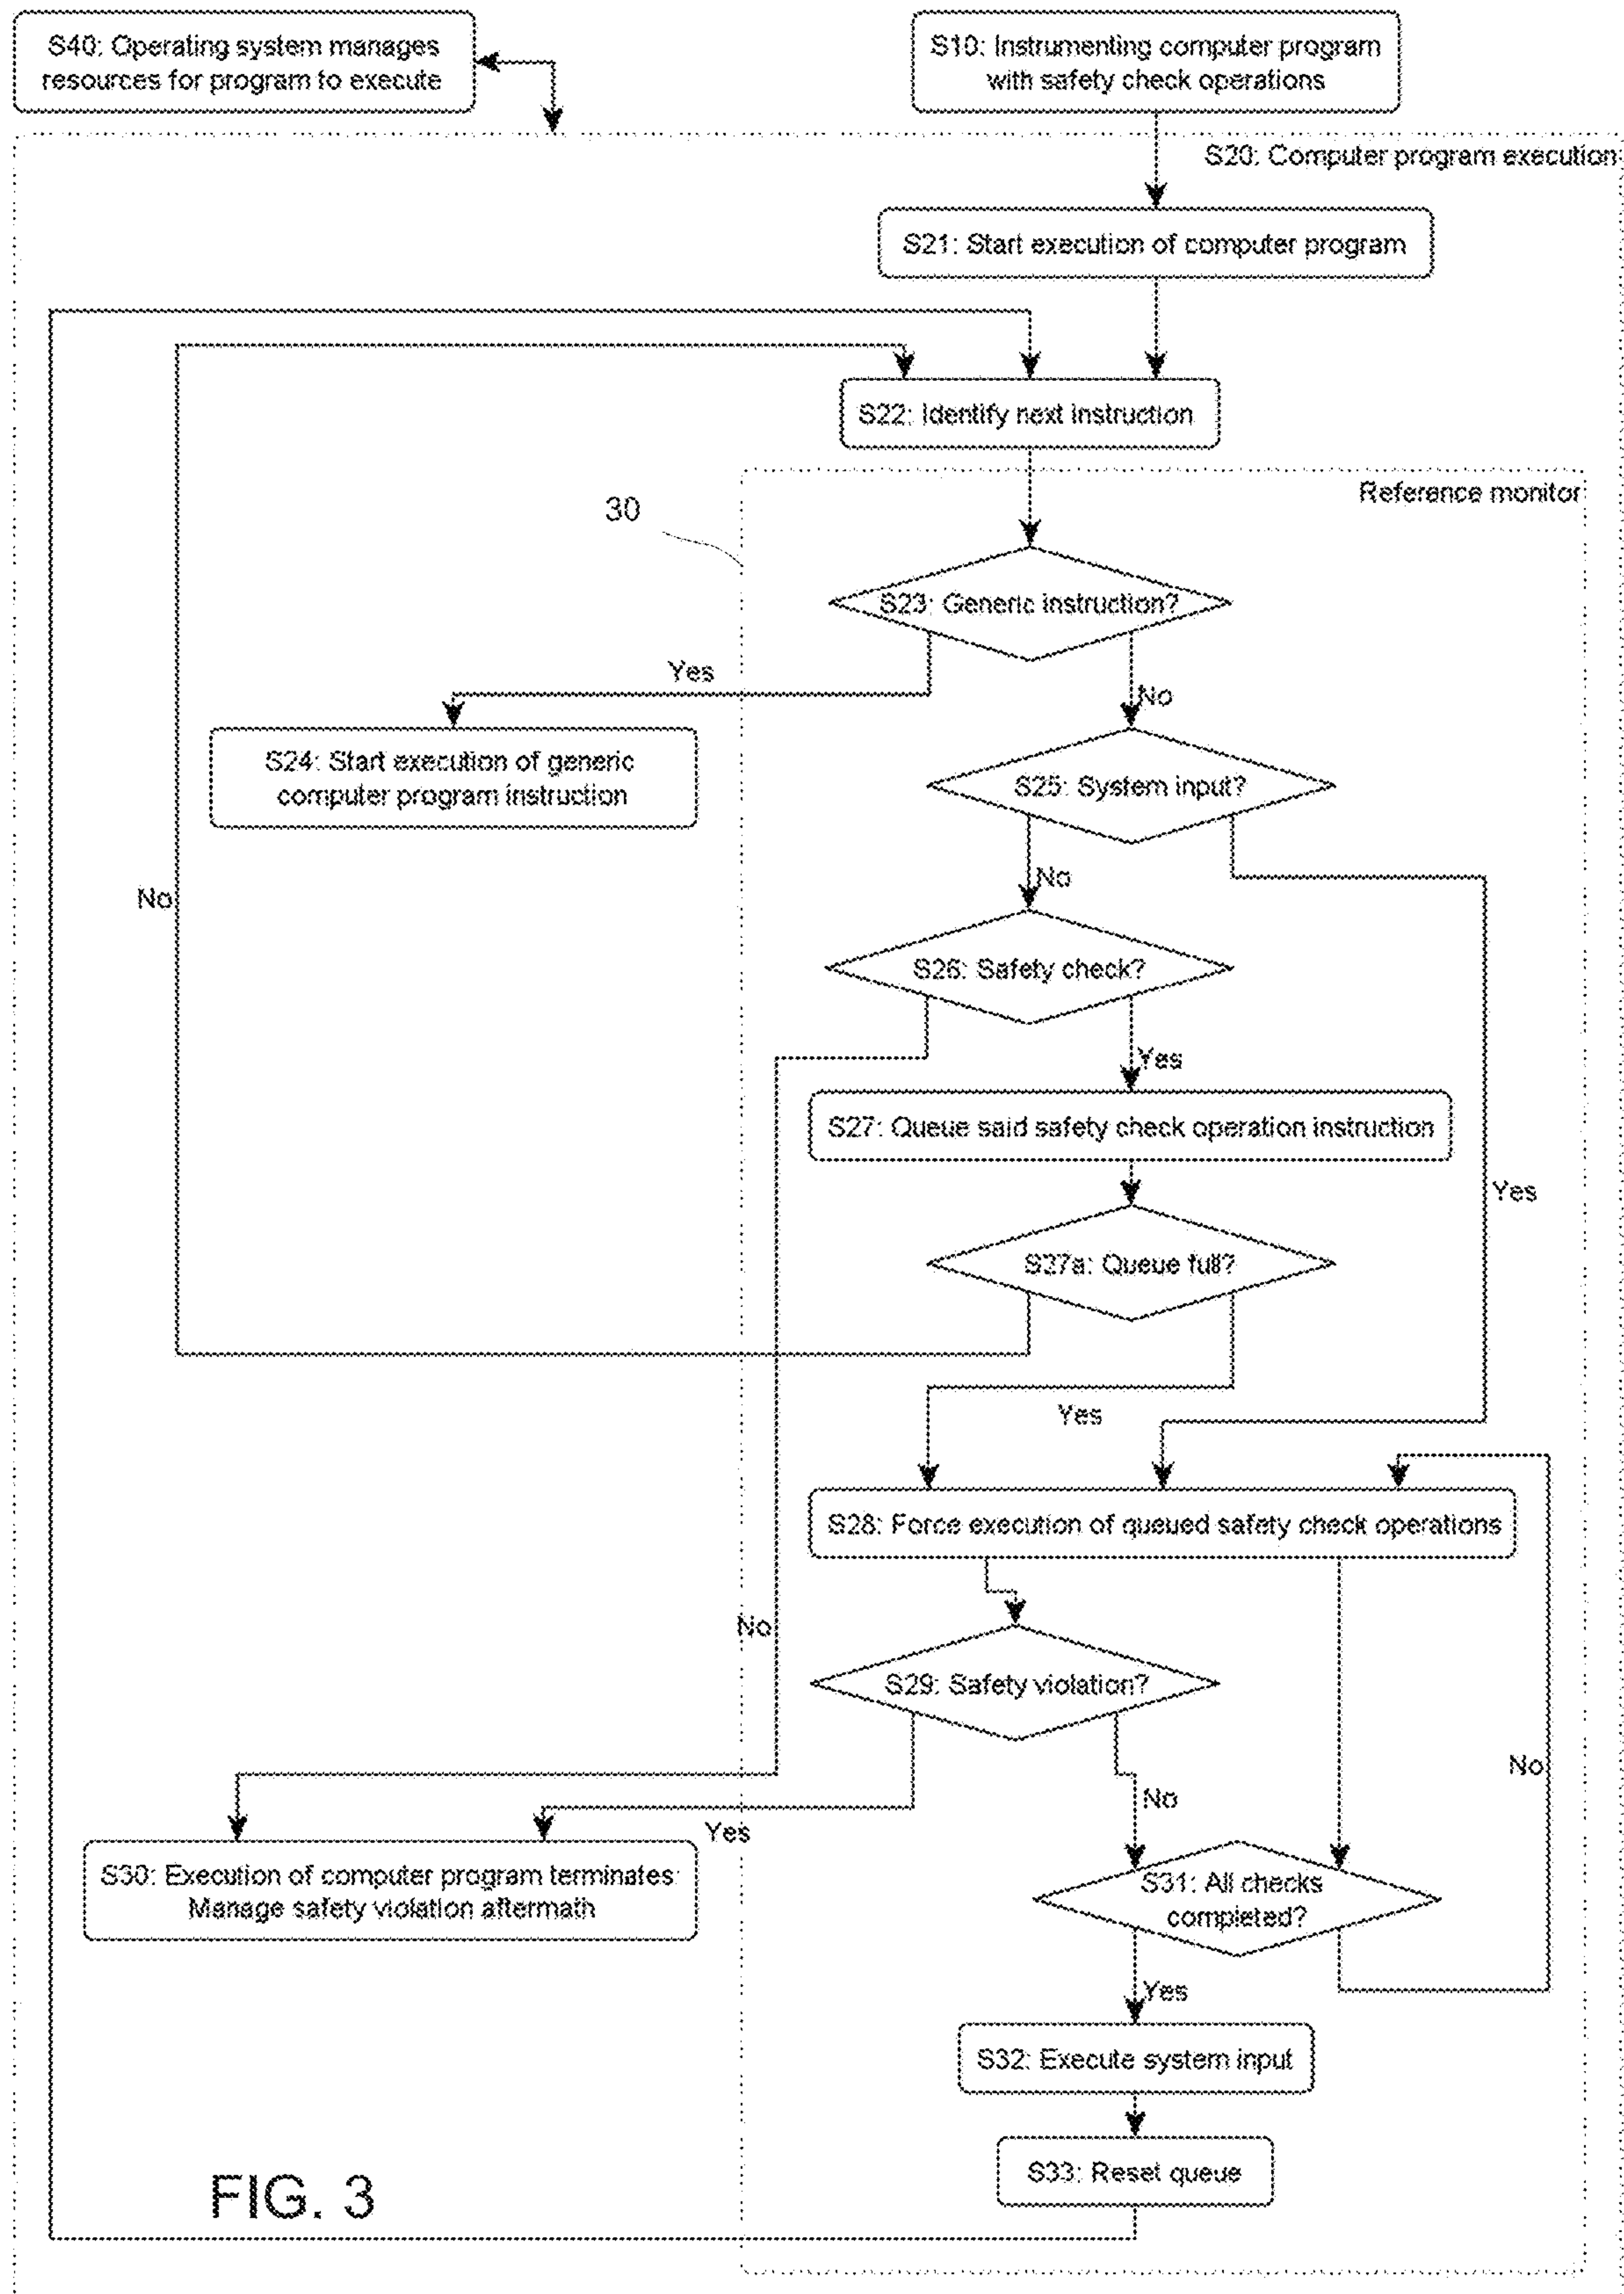 S40: Operating system manages
resources for program to execute
S10: Instrumenting computer program
with safety check operations
S20: Computer program execution
S21: Start execution of computer program
S22: Identify next instruction
Reference monitor
30
S23: Generic instruction?
Yes
No
S24: Start execution of generic
computer program instruction
S25: System input?
No
No
S26: Safety check?
Yes
S27: Queue said safety check operation instruction
Yes
S27a: Queue full?
Yes
S28: Force execution of queued safety check operations
No
S29: Safety violation?
No
No
Yes
S30: Execution of computer program terminates:
Manage safety violation aftermath
S31: All checks
completed?
Yes
S32: Execute system input
S33: Reset queue
FIG. 3